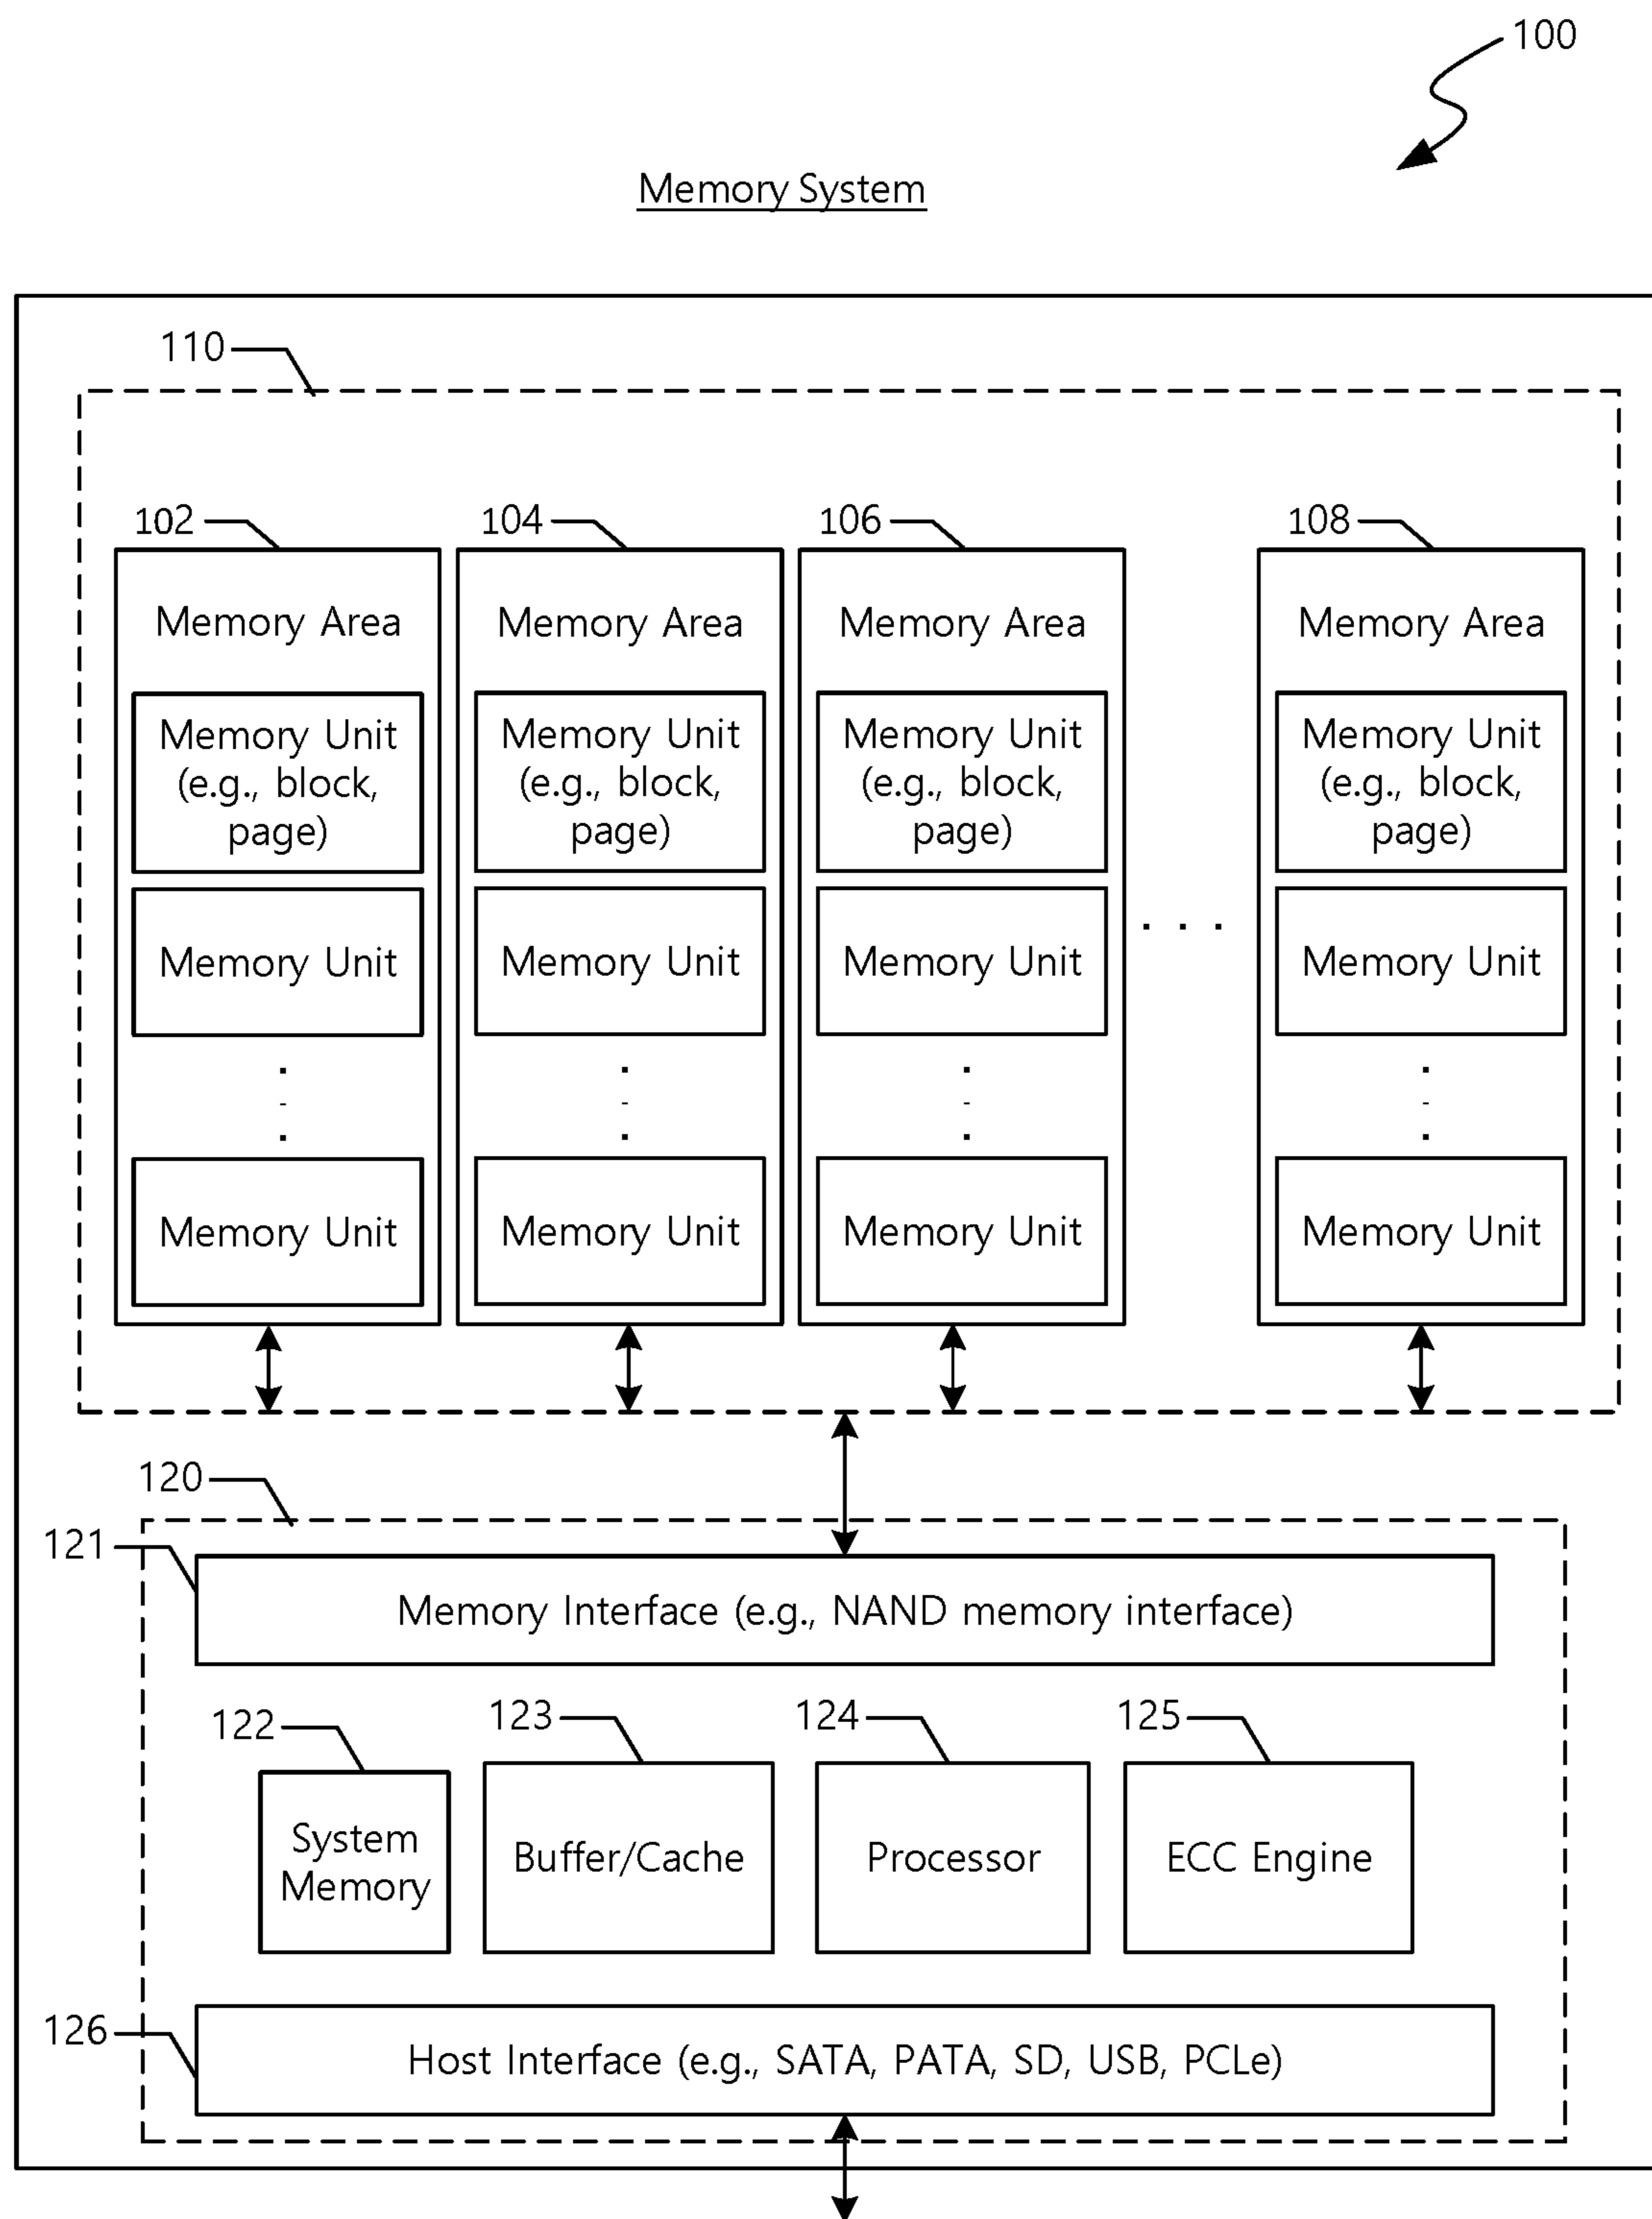 100
Memory System
110
102
104
106
108
Memory Area
Memory Area
Memory Area
Memory Area
Memory Unit
(e.g., block,
page)
Memory Unit
(e.g., block,
page)
Memory Unit
(e.g., block,
page)
Memory Unit
(e.g., block,
page)
Memory Unit
Memory Unit
Memory Unit
. . .
Memory Unit
Memory Unit
Memory Unit
Memory Unit
Memory Unit
120
121
Memory Interface (e.g., NAND memory interface)
122
123
124
125
System
Memory
Buffer/Cache
Processor
ECC Engine
126
Host Interface (e.g., SATA, PATA, SD, USB, PCLe)